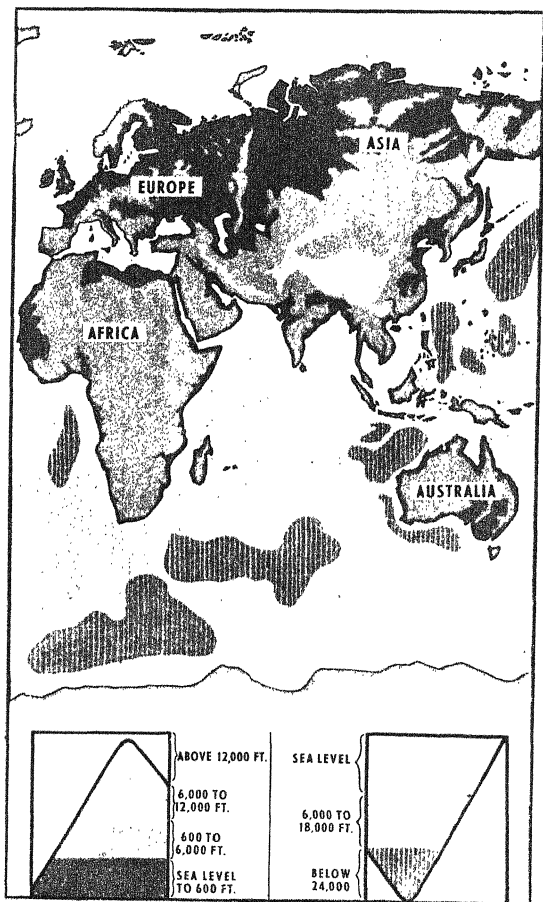 ASIA
EUROPE
AFRICA
AUSTRALIA
ABOVE 12,000 FT.
6,000 TO
12,000 FT.
600 TO
6,000 FT.
SEA LEVEL
TO 600 FT.
SEA LEVEL
6,000 TO
18,000 FT.
BELOW
24,000